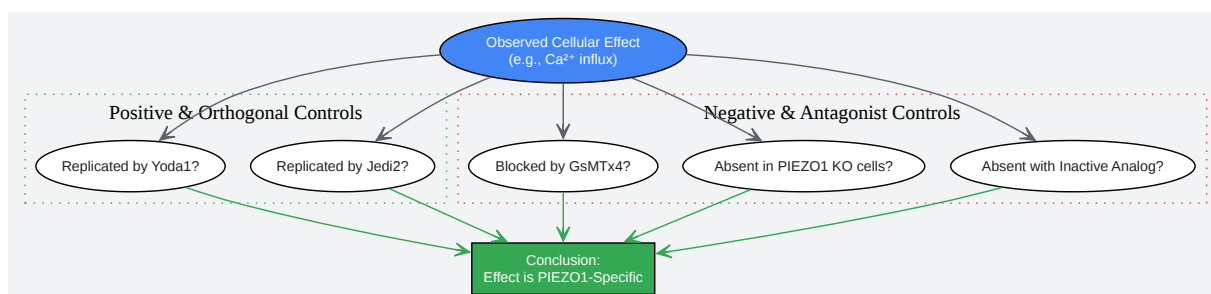 Observed Cellular Effect
(e.g., Ca²⁺ influx)
Positive & Orthogonal Controls
Negative & Antagonist Controls
Replicated by Yoda1?
Replicated by Jedi2?
Blocked by GsMTx4?
Absent in PIEZO1 KO cells?
Absent with Inactive Analog?
Conclusion:
Effect is PIEZO1-Specific